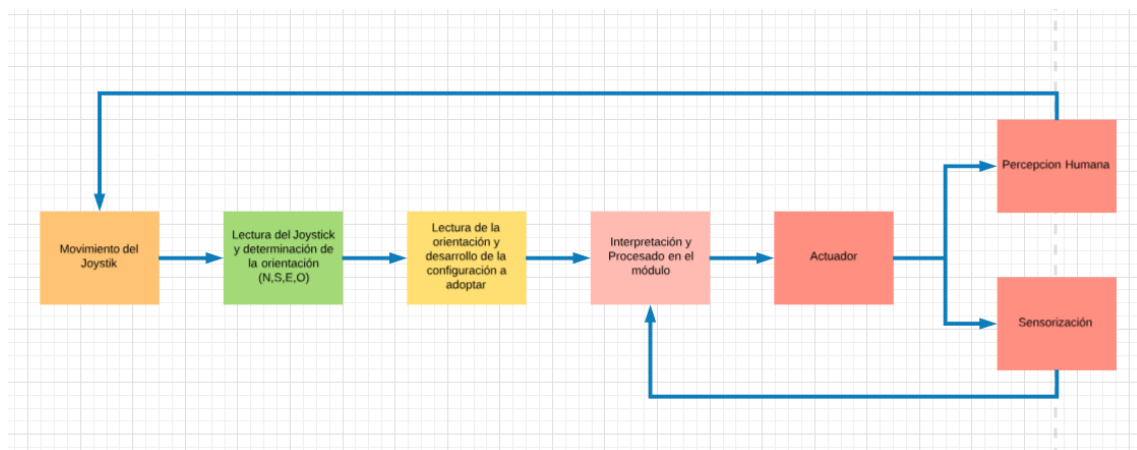 Percepcion Humana
Movimiento del
Joystik
Lectura del Joystick
y determinación de
la orientación
(N,S,E,O)
Lectura de la
orientación y
desarrollo de la
configuración a
adoptar
Interpretación y
Procesado en el
módulo
Actuador
Sensorización